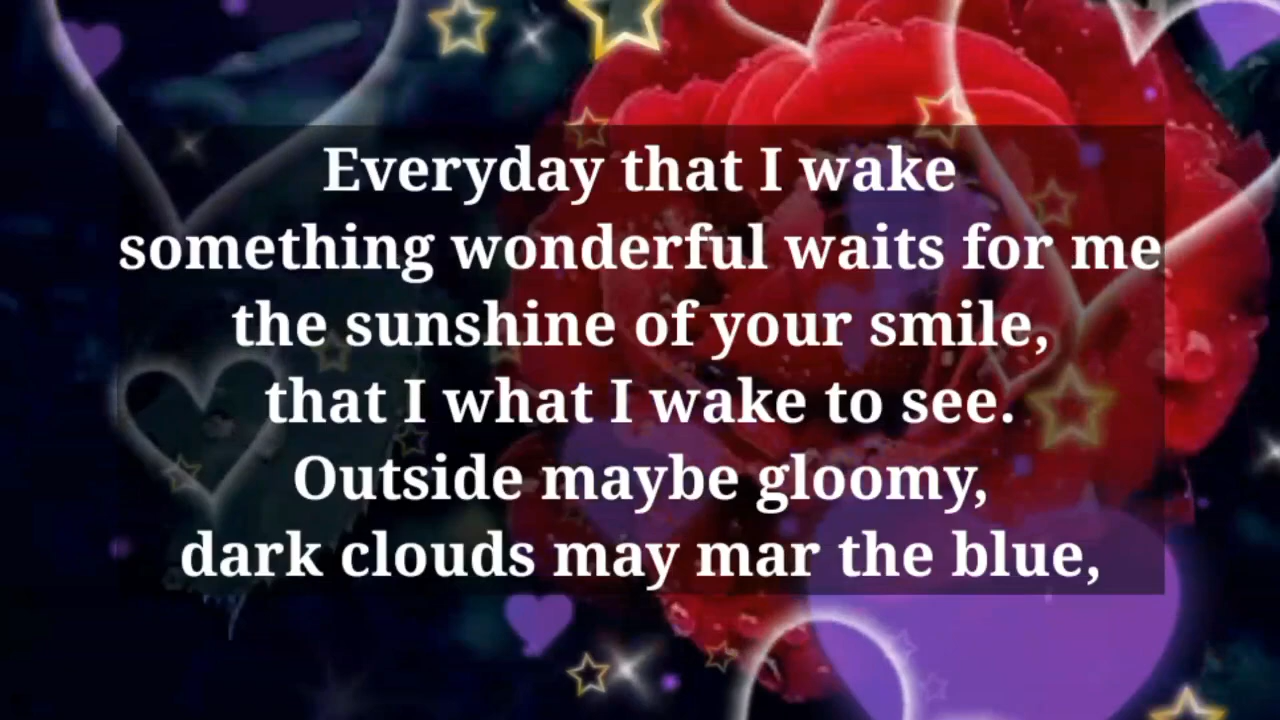 Everyday that I wake
something wonderful waits for me
the sunshine of your smile,
that I what I wake to see.
Outside maybe gloomy,
dark clouds may mar the blue,